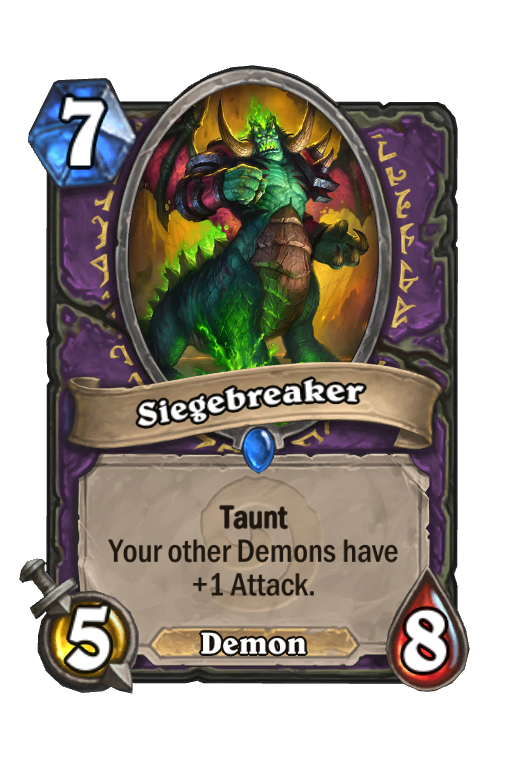 7
Siegebreaker
Taunt
Your other Demons have
+1 Attack.
5
Demon
8